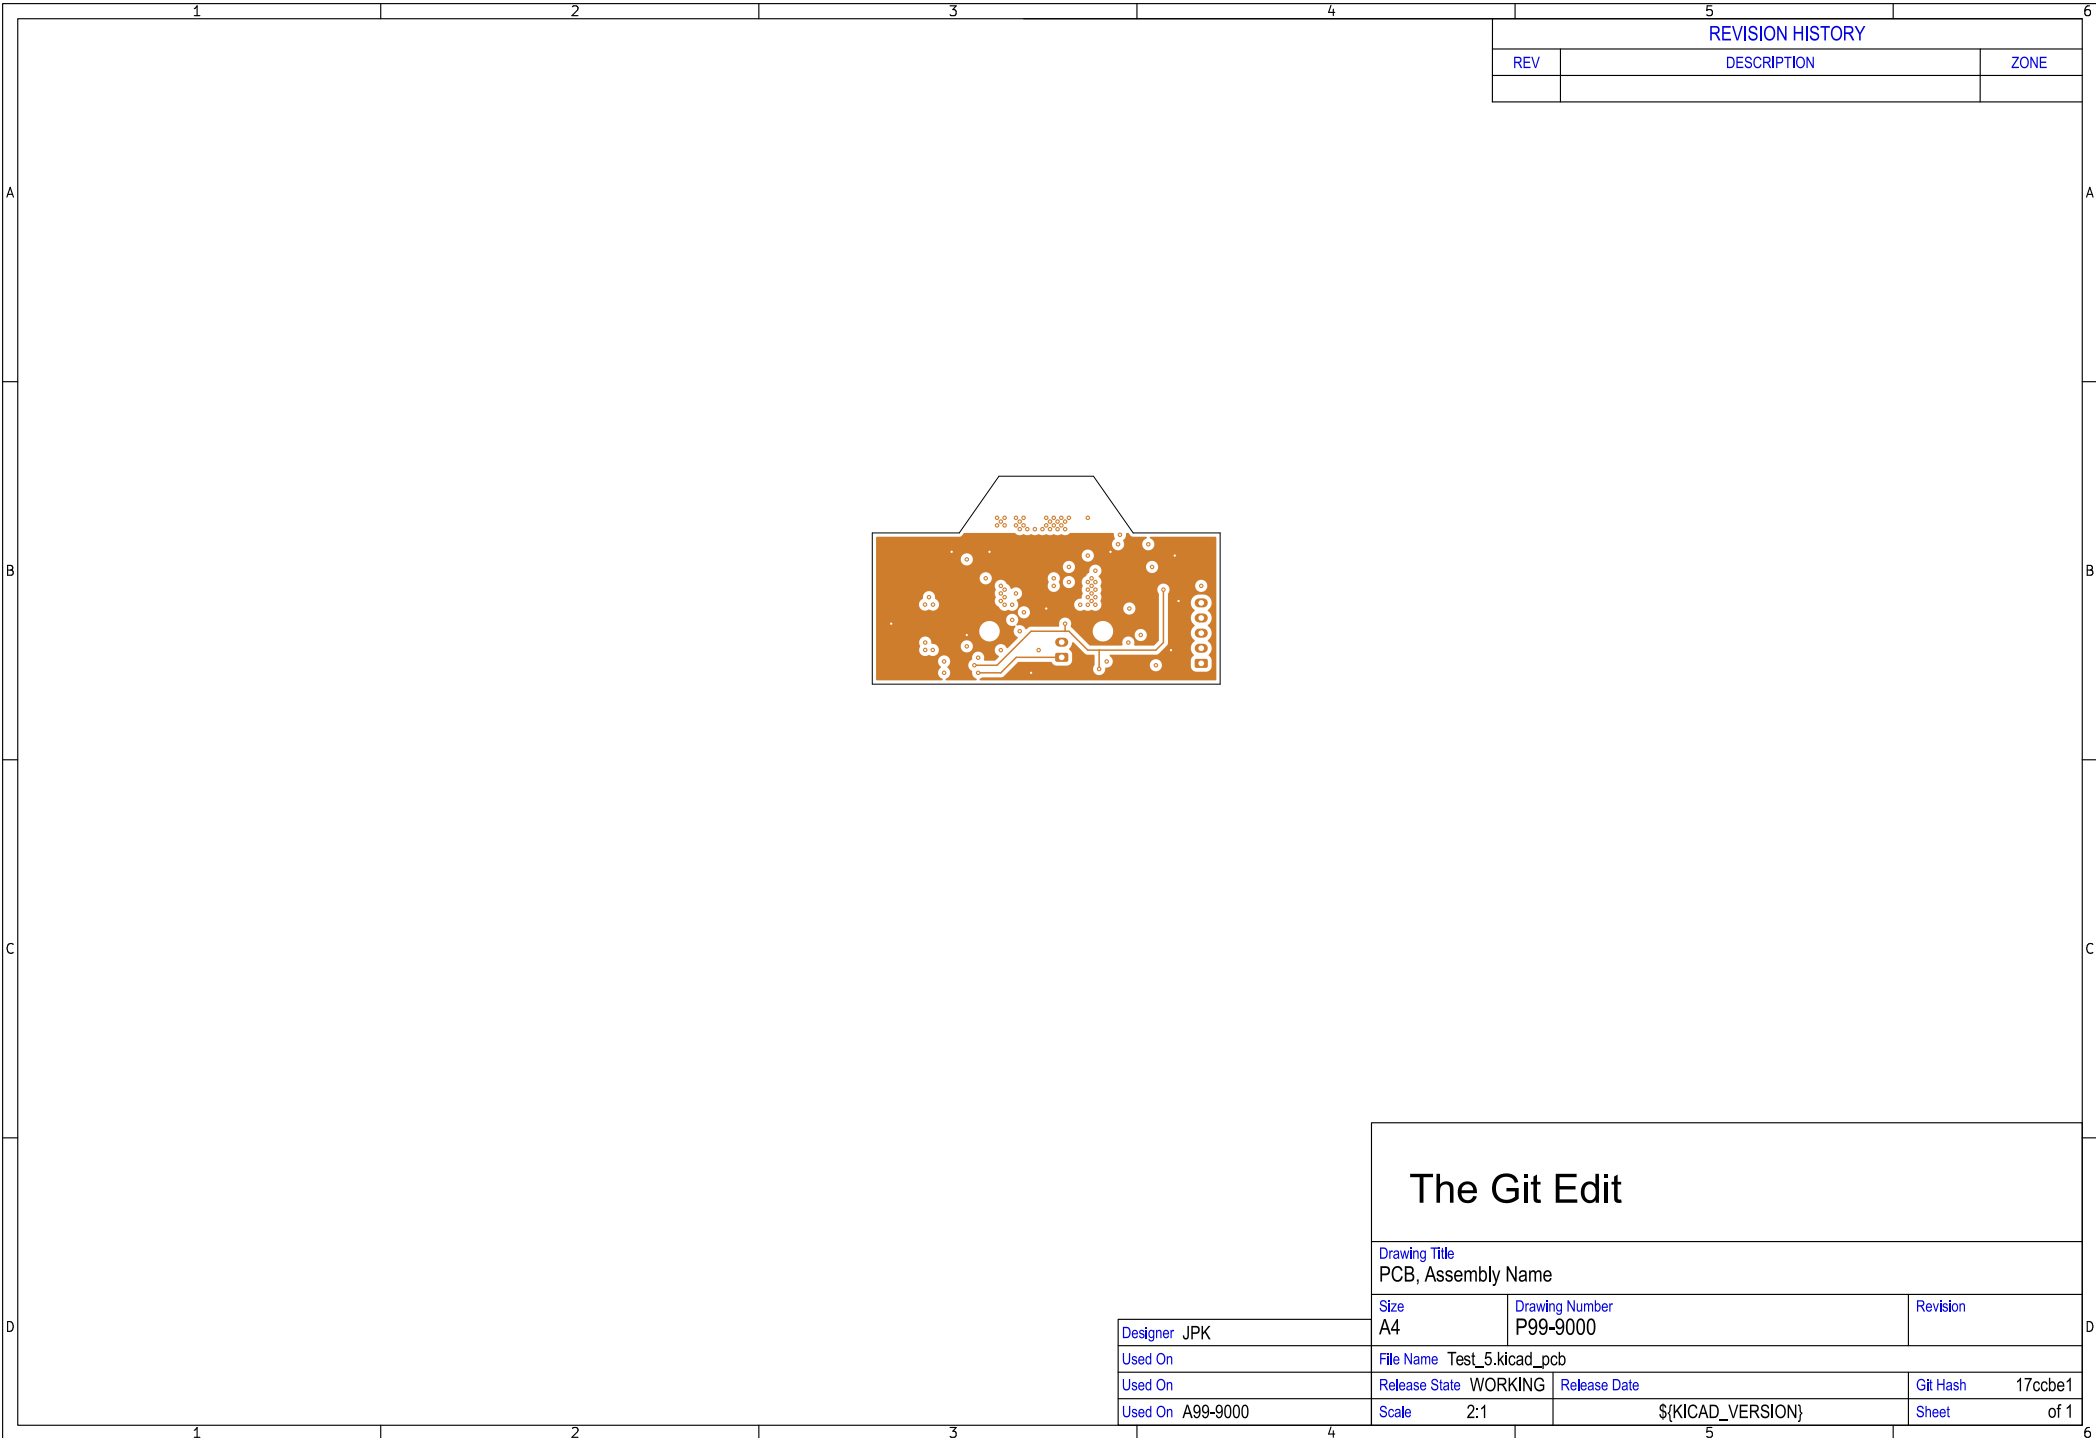 1 2 3 4 5 6
REVISION HISTORY
REV DESCRIPTION ZONE
A A
B B
C C
The Git Edit
Drawing Title
PCB, Assembly Name
Size Drawing Number Revision
A4 P99-9000
D D
Designer JPK
Used On File Name Test_5.kicad_pcb
Used On Release State WORKING Release Date Git Hash 17ccbe1
Used On A99-9000 Scale 2:1 ${KICAD_VERSION} Sheet of 1
1 2 3 4 5 6